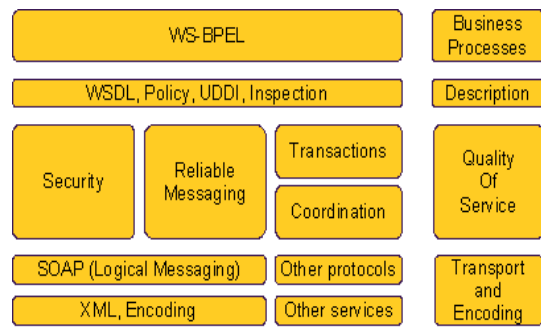 WS-BPEL
Business
Processes
WSDL, Policy, UDDI, Inspection
Description
Security
Reliable
Messaging
Transactions
Coordination
Quality
Of
Service
SOAP (Logical Messaging)
Other protocols
XML, Encoding
Other services
Transport
and
Encoding